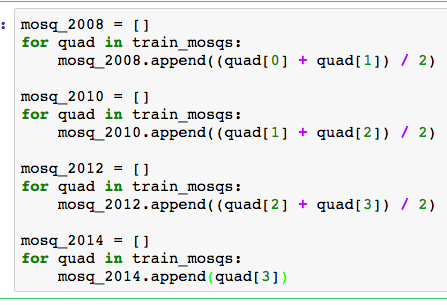 :
mosq_2008 = []
for quad in train_mosqs:
    mosq_2008.append((quad[0] + quad[1]) / 2)

mosq_2010 = []
for quad in train_mosqs:
    mosq_2010.append((quad[1] + quad[2]) / 2)

mosq_2012 = []
for quad in train_mosqs:
    mosq_2012.append((quad[2] + quad[3]) / 2)

mosq_2014 = []
for quad in train_mosqs:
    mosq_2014.append(quad[3])